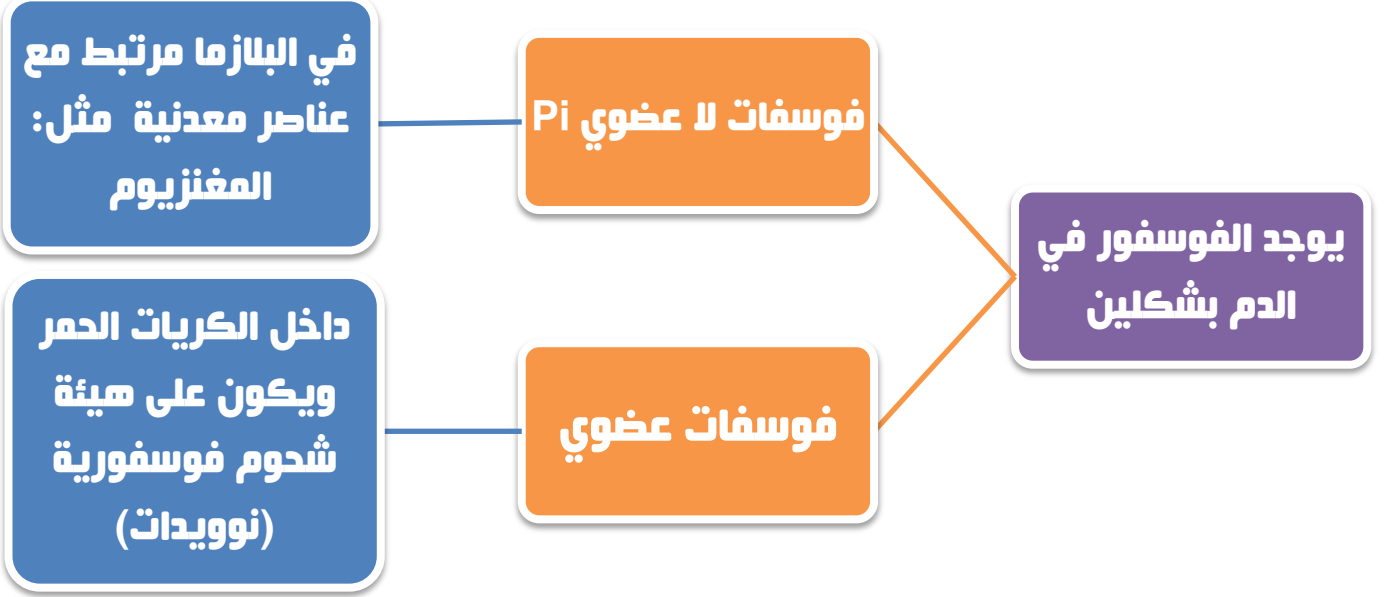 يوجد الفوسفور في
الدم بشكلين
فوسفات لا عضوي Pi
في البلازما مرتبط مع
عناصر معدنية مثل:
المغنزيوم
فوسفات عضوي
داخل الكريات الحمر
ويكون على هيئة
شحوم فوسفورية
(نوويدات)